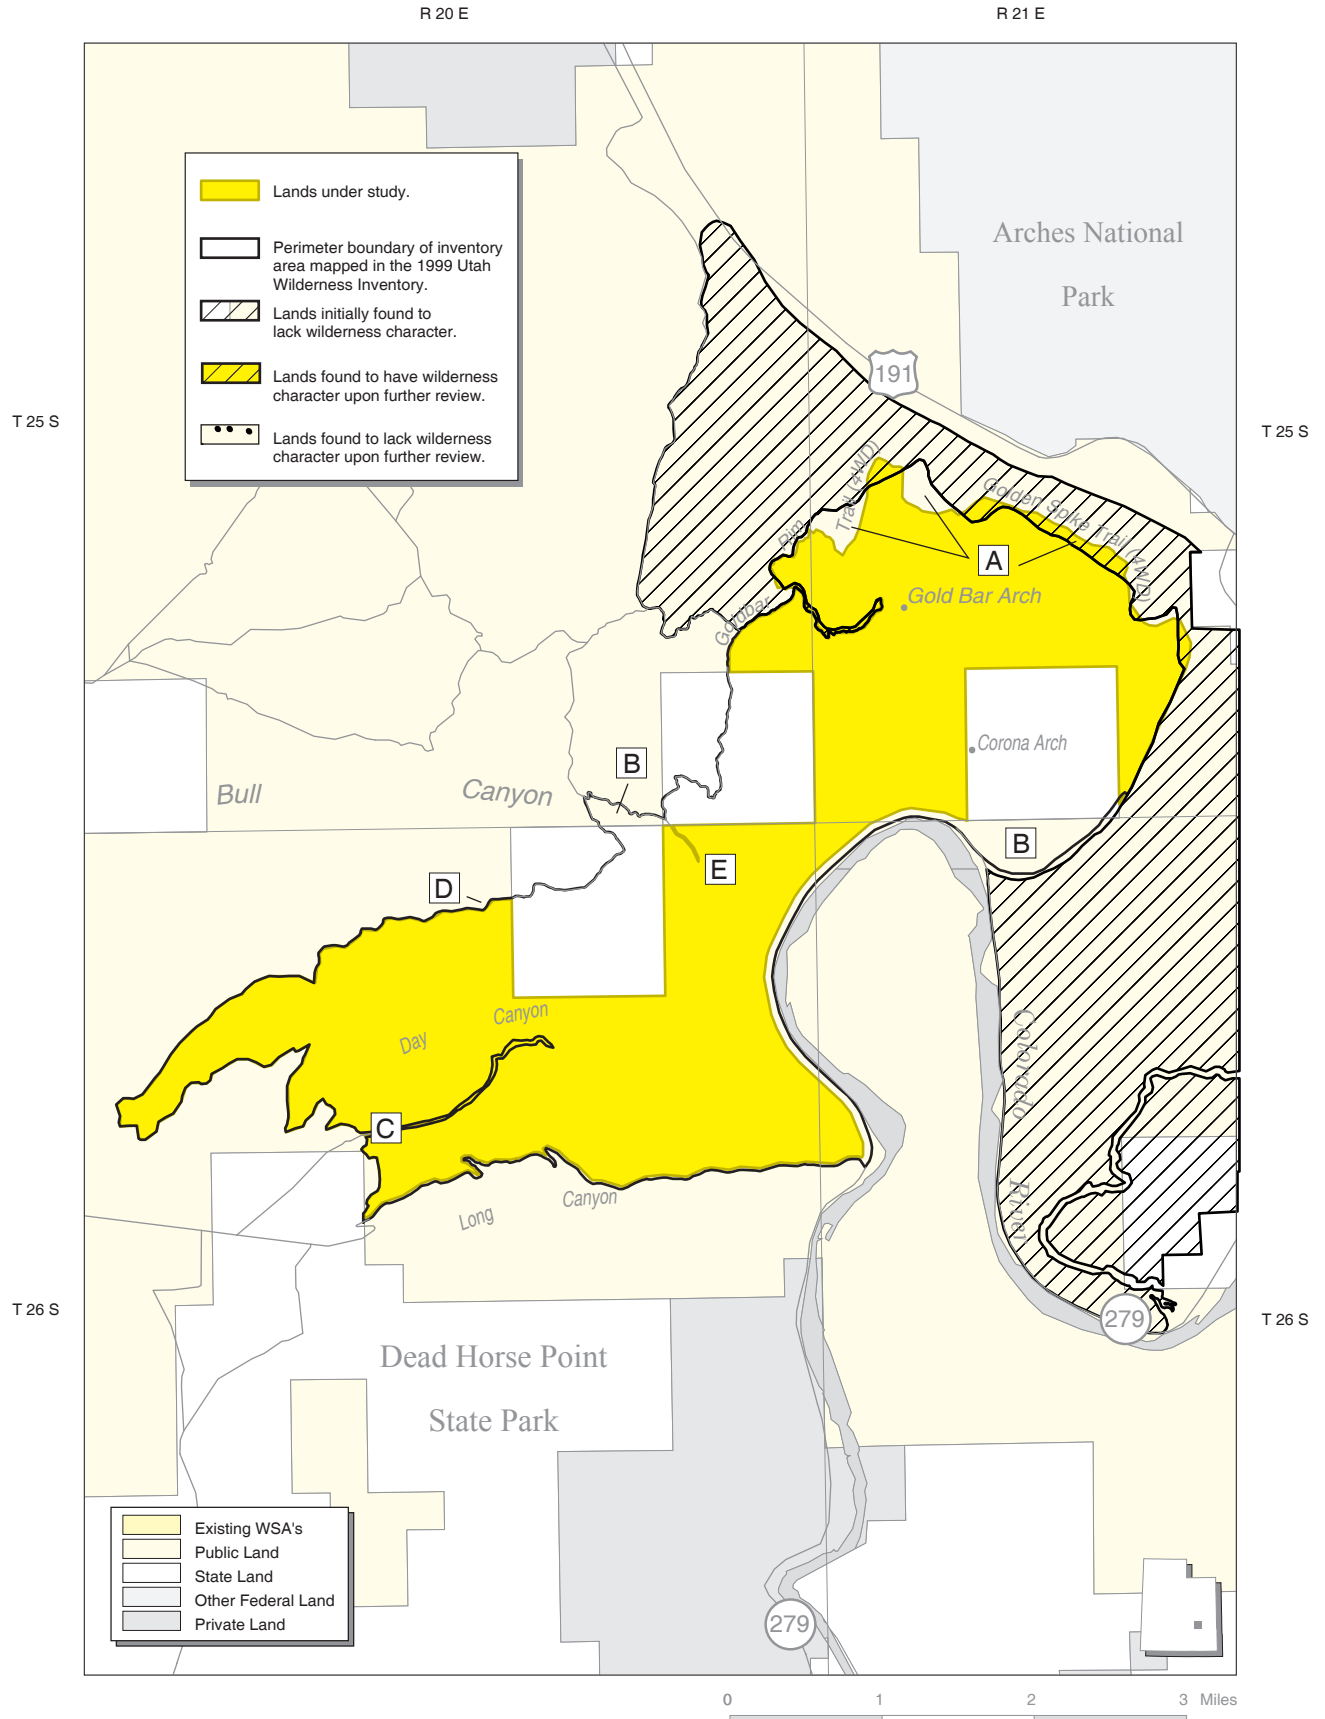 R 20 E
R 21 E
Lands under study.
Perimeter boundary of inventory
area mapped in the 1999 Utah
Wilderness Inventory.
Lands initially found to
lack wilderness character.
Lands found to have wilderness
character upon further review.
Lands found to lack wilderness
character upon further review.
Arches National
Park
191
T 25 S
T 25 S
Goldbar Rim Trail (4WD)
Golden Spike Trail (4WD)
A
Gold Bar Arch
Corona Arch
B
Bull Canyon
B
E
D
Day Canyon
C
Long Canyon
Colorado River
T 26 S
T 26 S
279
Dead Horse Point
State Park
Existing WSA's
Public Land
State Land
Other Federal Land
Private Land
279
0 1 2 3 Miles